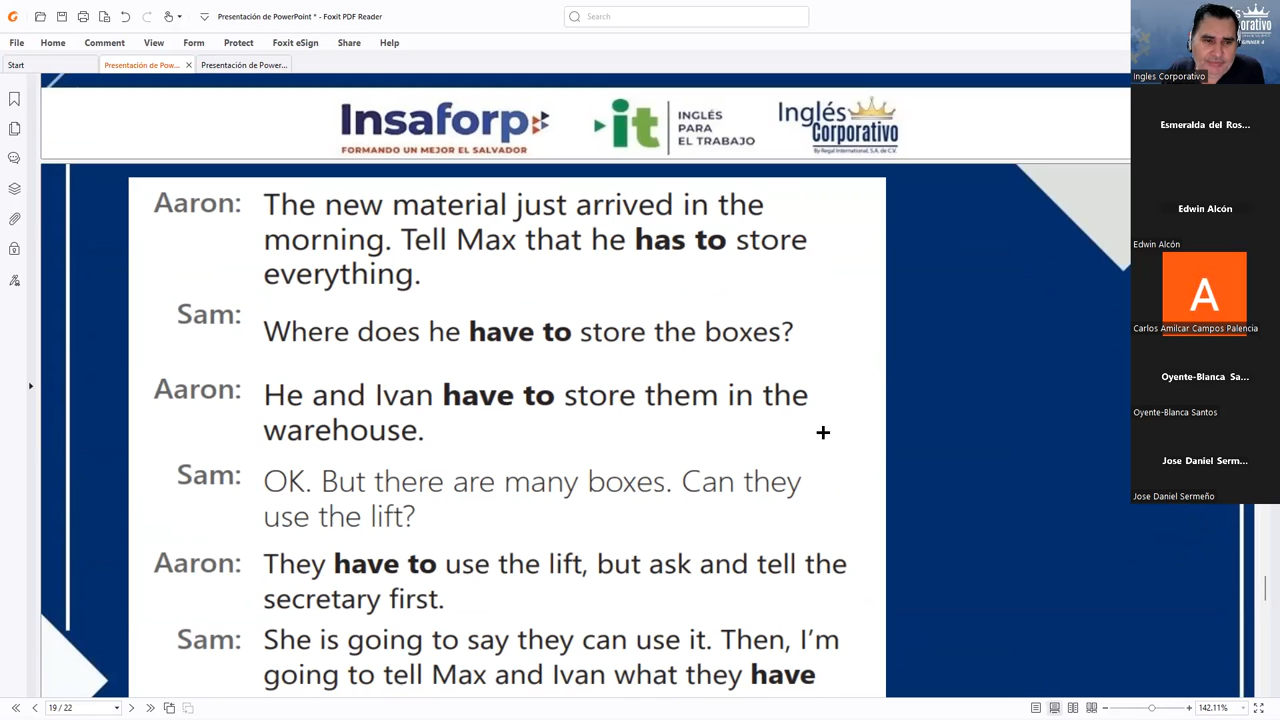 Presentación de PowerPoint * - Foxit PDF Reader
Search
File Home Comment View Form Protect Foxit eSign Share Help
Start Presentación de Pow... Presentación de Power...
Insaforp
FORMANDO UN MEJOR EL SALVADOR
it INGLÉS PARA EL TRABAJO
Inglés Corporativo
By Regal International, S.A. de C.V.
Aaron: The new material just arrived in the
morning. Tell Max that he has to store
everything.
Sam: Where does he have to store the boxes?
Aaron: He and Ivan have to store them in the
warehouse.
Sam: OK. But there are many boxes. Can they
use the lift?
Aaron: They have to use the lift, but ask and tell the
secretary first.
Sam: She is going to say they can use it. Then, I’m
going to tell Max and Ivan what they have
Ingles Corporativo
Esmeralda del Ros...
Edwin Alcón
Edwin Alcón
A
Carlos Amilcar Campos Palencia
Oyente-Blanca Sa...
Oyente-Blanca Santos
Jose Daniel Serm...
Jose Daniel Sermeño
19 / 22
142.11%